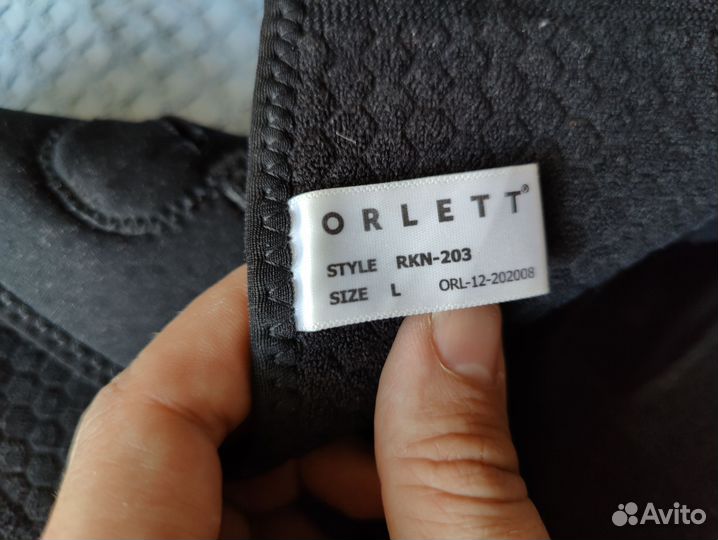 ORLETT®
STYLE RKN-203
SIZE L ORL-12-202008
Avito